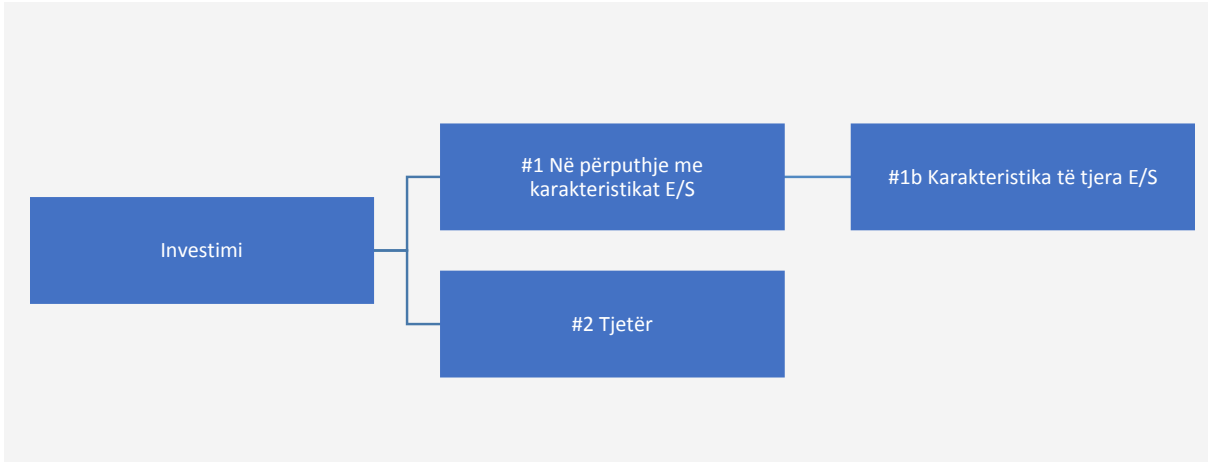 Investimi
#1 Në përputhje me
karakteristikat E/S
#1b Karakteristika të tjera E/S
#2 Tjetër